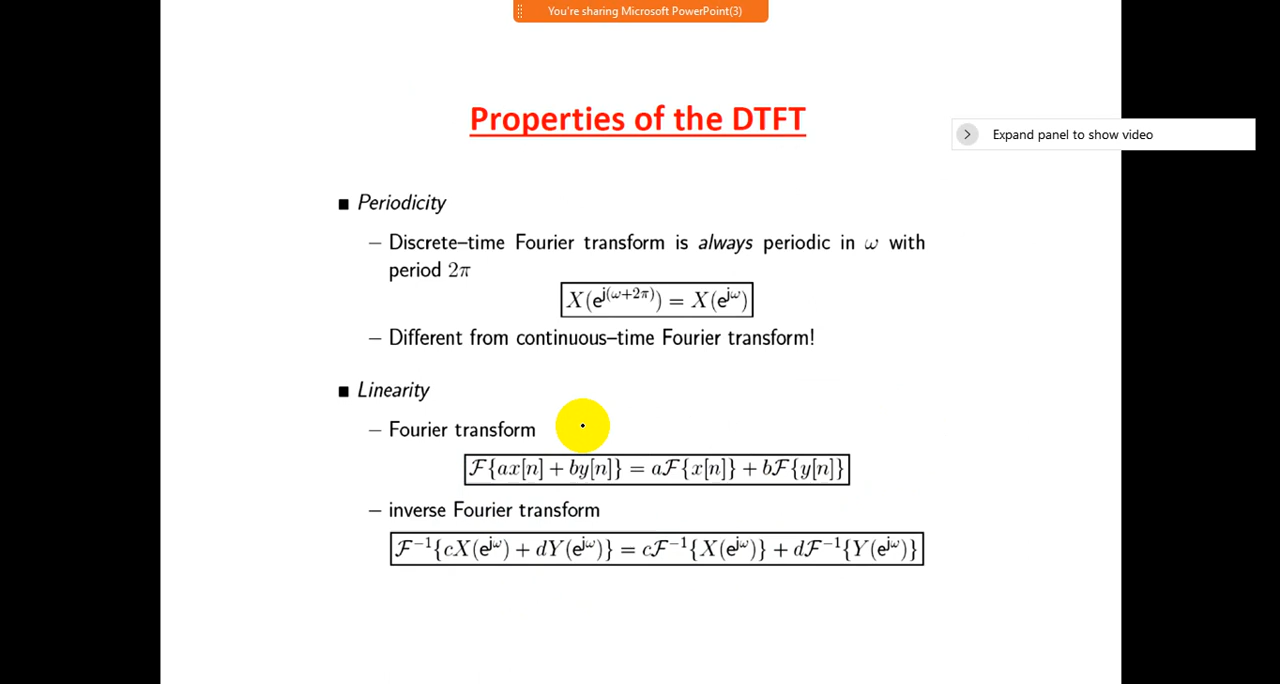 You're sharing Microsoft PowerPoint(3)
Properties of the DTFT
Expand panel to show video
■ Periodicity
– Discrete–time Fourier transform is always periodic in ω with
period 2π
X(e^{j(ω+2π)}) = X(e^{jω})
– Different from continuous–time Fourier transform!
■ Linearity
– Fourier transform
ℱ{ax[n] + by[n]} = aℱ{x[n]} + bℱ{y[n]}
– inverse Fourier transform
ℱ^{−1}{cX(e^{jω}) + dY(e^{jω})} = cℱ^{−1}{X(e^{jω})} + dℱ^{−1}{Y(e^{jω})}